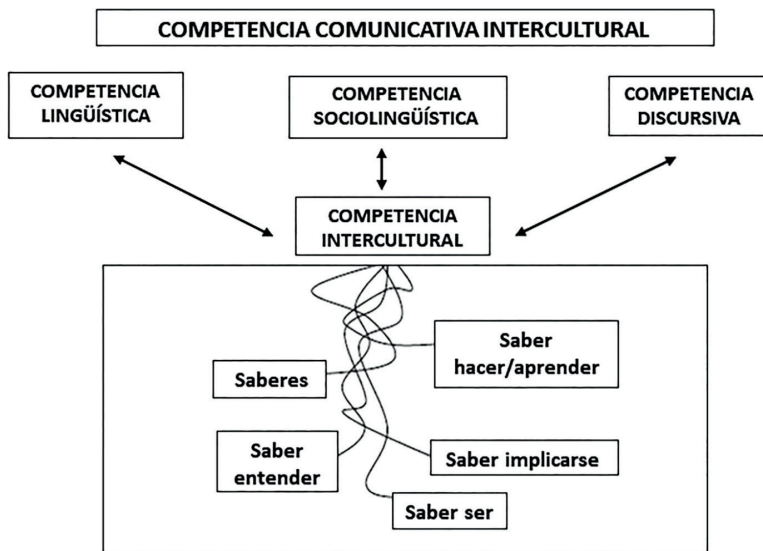 COMPETENCIA COMUNICATIVA INTERCULTURAL
COMPETENCIA
LINGÜÍSTICA
COMPETENCIA
SOCIOLINGÜÍSTICA
COMPETENCIA
DISCURSIVA
COMPETENCIA
INTERCULTURAL
Saber
hacer/aprender
Saberes
Saber
entender
Saber implicarse
Saber ser